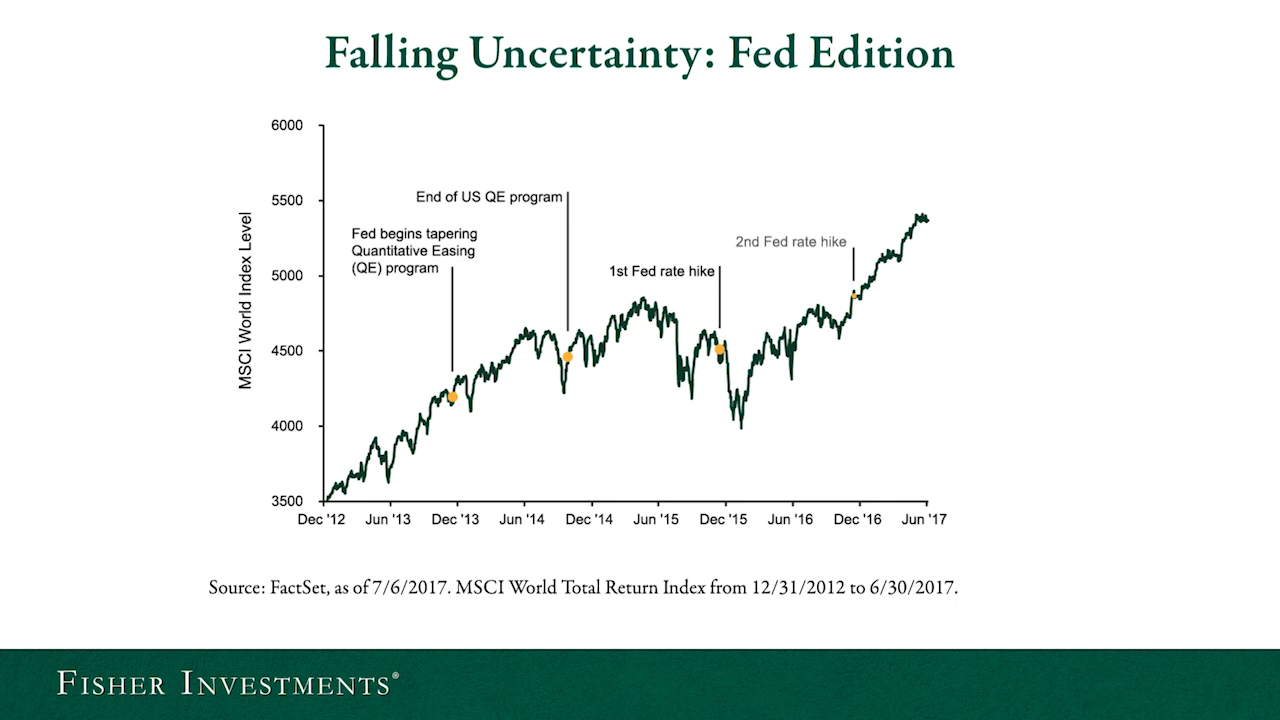 Falling Uncertainty: Fed Edition
6000
5500
5000
4500
4000
3500
MSCI World Index Level
End of US QE program
Fed begins tapering
Quantitative Easing
(QE) program
1st Fed rate hike
2nd Fed rate hike
Dec '12 Jun '13 Dec '13 Jun '14 Dec '14 Jun '15 Dec '15 Jun '16 Dec '16 Jun '17
Source: FactSet, as of 7/6/2017. MSCI World Total Return Index from 12/31/2012 to 6/30/2017.
FISHER INVESTMENTS®